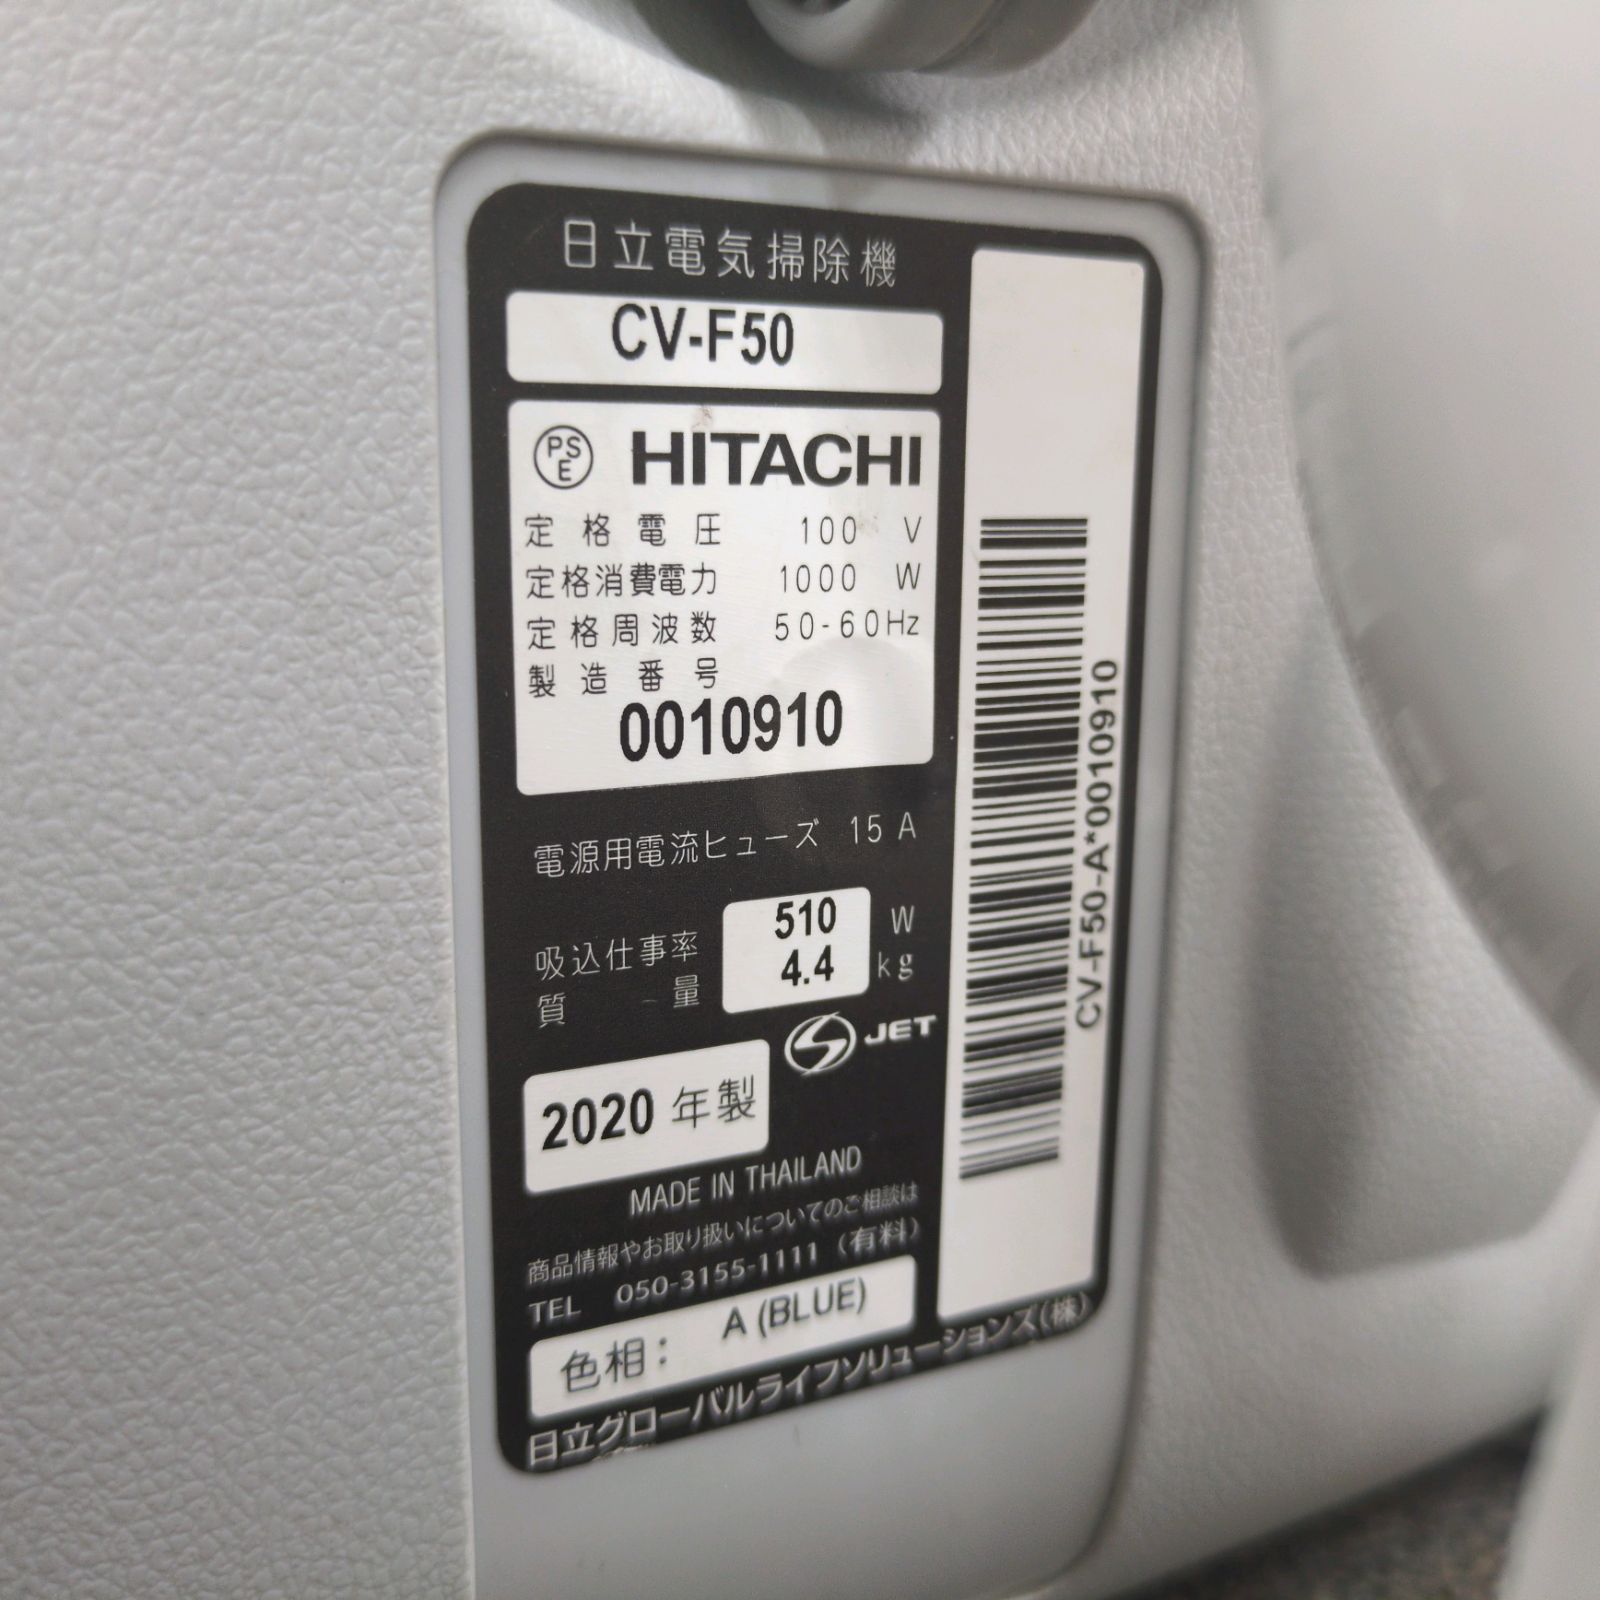 日立電気掃除機
CV-F50
PSE HITACHI
定格電圧 100 V
定格消費電力 1000 W
定格周波数 50-60Hz
製造番号
0010910
電源用電流ヒューズ 15 A
吸込仕事率 510 W
質量 4.4 kg
JET
2020 年製
MADE IN THAILAND
商品情報やお取り扱いについてのご相談は
TEL 050-3155-1111 (有料)
色相: A (BLUE)
日立グローバルライフソリューションズ(株)
CV-F50-A*0010910